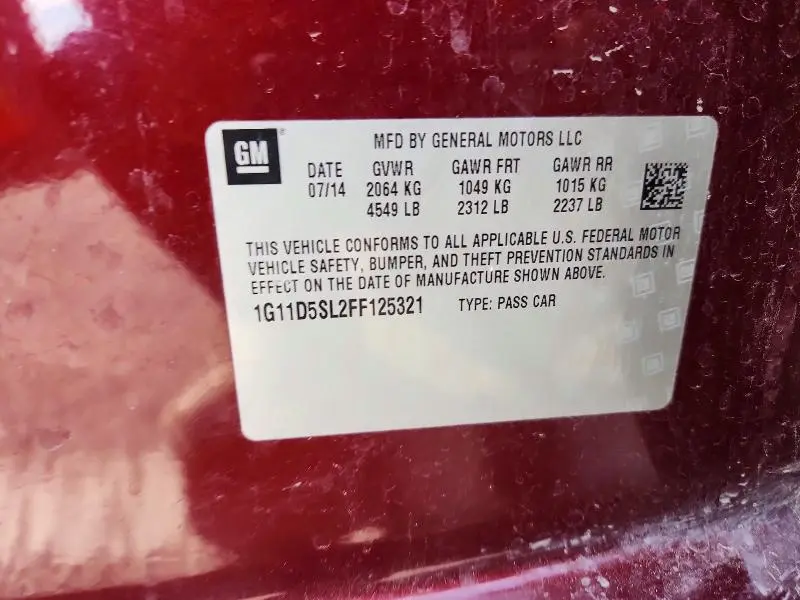 GM
MFD BY GENERAL MOTORS LLC
DATE GVWR GAWR FRT GAWR RR
07/14 2064 KG 1049 KG 1015 KG
4549 LB 2312 LB 2237 LB
THIS VEHICLE CONFORMS TO ALL APPLICABLE U.S. FEDERAL MOTOR
VEHICLE SAFETY, BUMPER, AND THEFT PREVENTION STANDARDS IN
EFFECT ON THE DATE OF MANUFACTURE SHOWN ABOVE.
1G11D5SL2FF125321 TYPE: PASS CAR